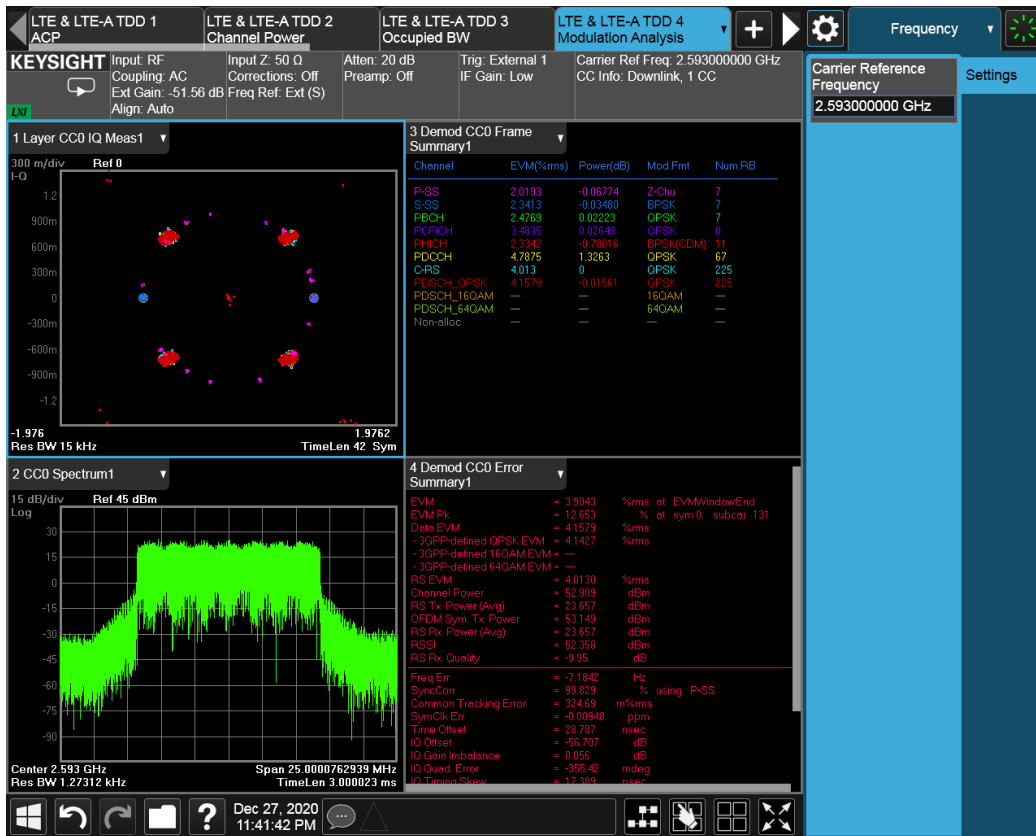 LTE & LTE-A TDD 1
ACP
LTE & LTE-A TDD 2
Channel Power
LTE & LTE-A TDD 3
Occupied BW
LTE & LTE-A TDD 4
Modulation Analysis
Frequency
KEYSIGHT
LXI
Input: RF
Coupling: AC
Ext Gain: -51.56 dB
Align: Auto
Input Z: 50 Ω
Corrections: Off
Freq Ref: Ext (S)
Atten: 20 dB
Preamp: Off
Trig: External 1
IF Gain: Low
Carrier Ref Freq: 2.593000000 GHz
CC Info: Downlink, 1 CC
Carrier Reference
Frequency
2.593000000 GHz
Settings
1 Layer CC0 IQ Meas1
300 m/div Ref 0
I-Q
1.2
900m
600m
300m
0
-300m
-600m
-900m
-1.2
-1.976 1.9762
Res BW 15 kHz TimeLen 42 Sym
3 Demod CC0 Frame
Summary1
Channel EVM(%rms) Power(dB) Mod.Fmt Num.RB
P-SS 2.0193 -0.06774 Z-Chu 7
S-SS 2.3413 -0.03480 BPSK 7
PBCH 2.4769 0.02223 QPSK 7
PCFICH 3.4835 0.02648 QPSK 8
PHICH 2.3342 -0.78016 BPSK(CDM) 11
PDCCH 4.7875 1.3263 QPSK 67
C-RS 4.013 0 QPSK 225
PDSCH_QPSK 4.1579 -0.01561 QPSK 225
PDSCH_16QAM — — 16QAM —
PDSCH_64QAM — — 64QAM —
Non-alloc — — — —
2 CC0 Spectrum1
15 dB/div Ref 45 dBm
Log
30
15
0
-15
-30
-45
-60
-75
-90
Center 2.593 GHz Span 25.0000762939 MHz
Res BW 1.27312 kHz TimeLen 3.000023 ms
4 Demod CC0 Error
Summary1
EVM = 3.9043 %rms at EVMWindowEnd
EVM Pk = 12.653 % at sym 0, subcar 131
Data EVM = 4.1579 %rms
- 3GPP-defined QPSK EVM = 4.1427 %rms
- 3GPP-defined 16QAM EVM = —
- 3GPP-defined 64QAM EVM = —
RS EVM = 4.0130 %rms
Channel Power = 52.909 dBm
RS Tx. Power (Avg) = 23.657 dBm
OFDM Sym. Tx. Power = 53.149 dBm
RS Rx. Power (Avg) = 23.657 dBm
RSSI = 52.358 dBm
RS Rx. Quality = -9.95 dB
Freq Err = -7.1842 Hz
SyncCorr = 99.829 % using P-SS
Common Tracking Error = 324.69 m%rms
SymClk Err = -0.00948 ppm
Time Offset = 28.787 nsec
IQ Offset = -56.707 dB
IQ Gain Imbalance = 0.056 dB
IQ Quad. Error = -355.42 mdeg
IQ Timing Skew = 17.389 nsec
?
Dec 27, 2020
11:41:42 PM